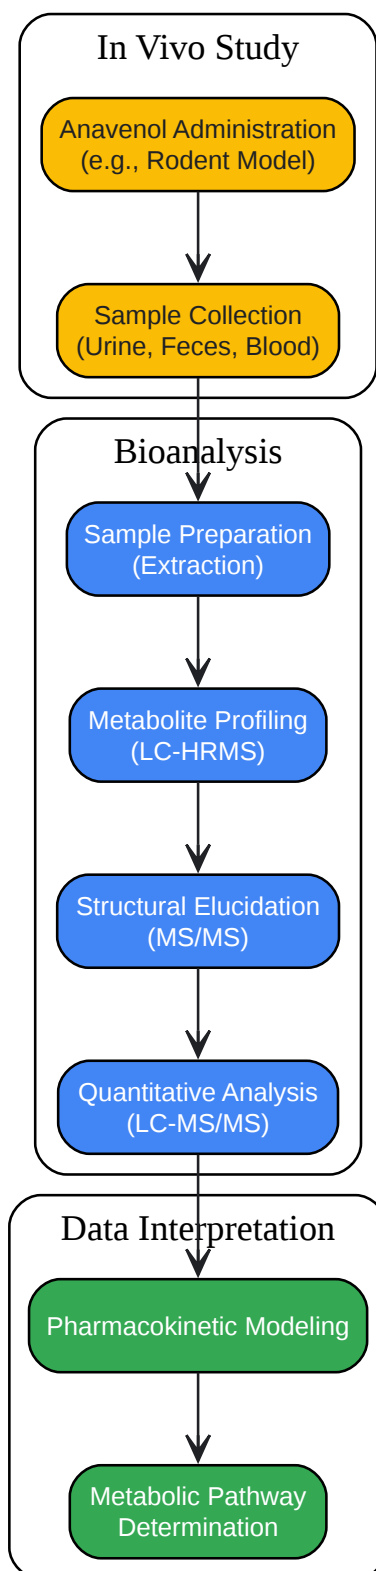 In Vivo Study
Anavenol Administration
(e.g., Rodent Model)
Sample Collection
(Urine, Feces, Blood)
Bioanalysis
Sample Preparation
(Extraction)
Metabolite Profiling
(LC-HRMS)
Structural Elucidation
(MS/MS)
Quantitative Analysis
(LC-MS/MS)
Data Interpretation
Pharmacokinetic Modeling
Metabolic Pathway
Determination